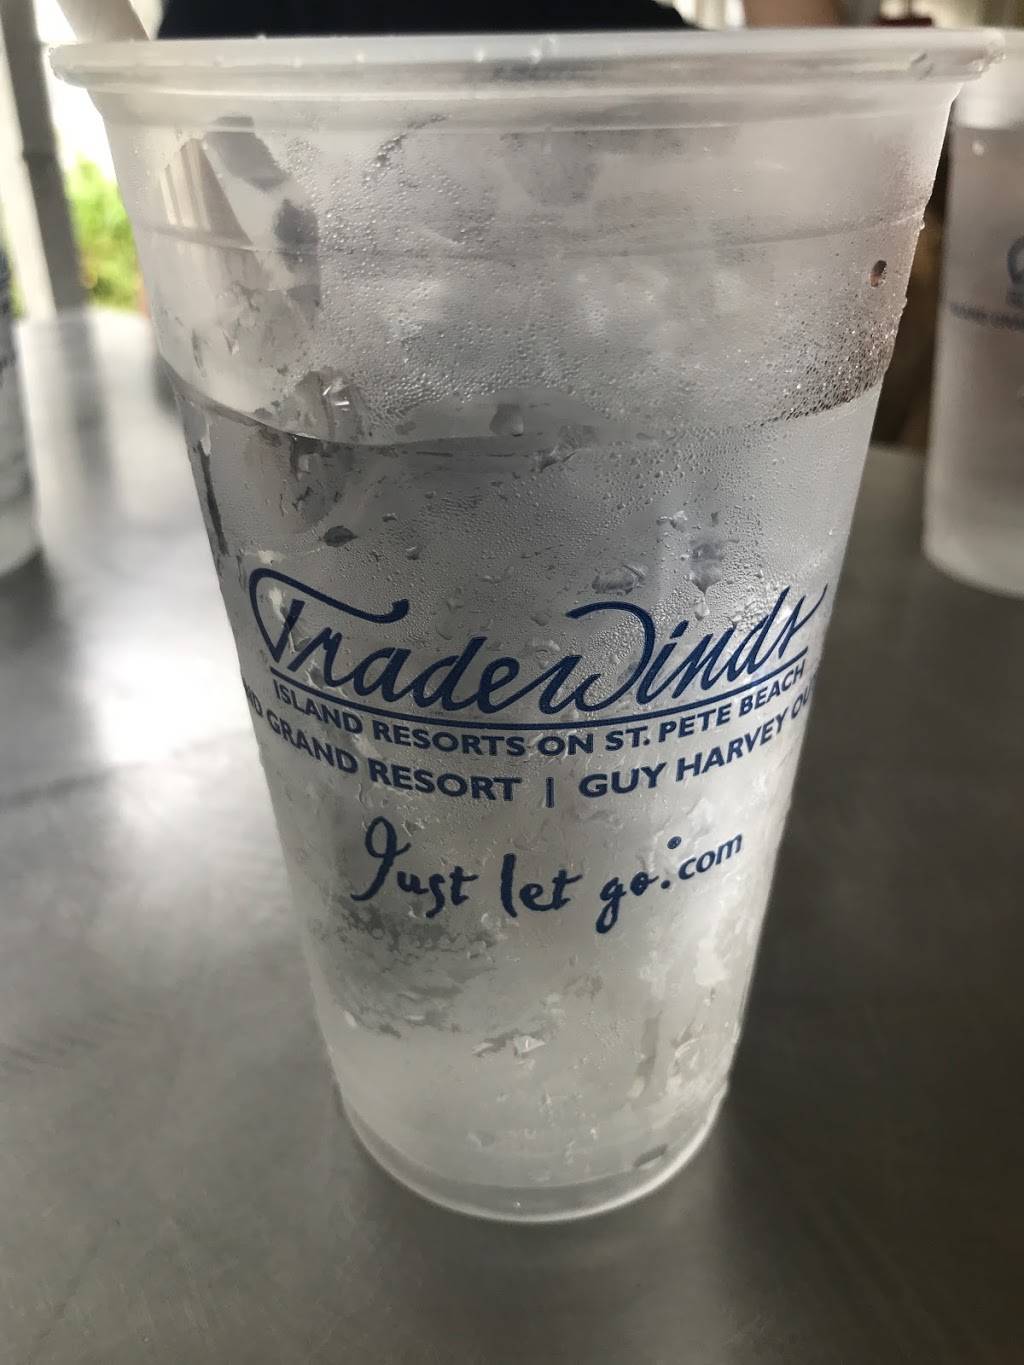 TradeWinds
ISLAND RESORTS ON ST. PETE BEACH
GRAND RESORT | GUY HARVEY
Just let go.®com